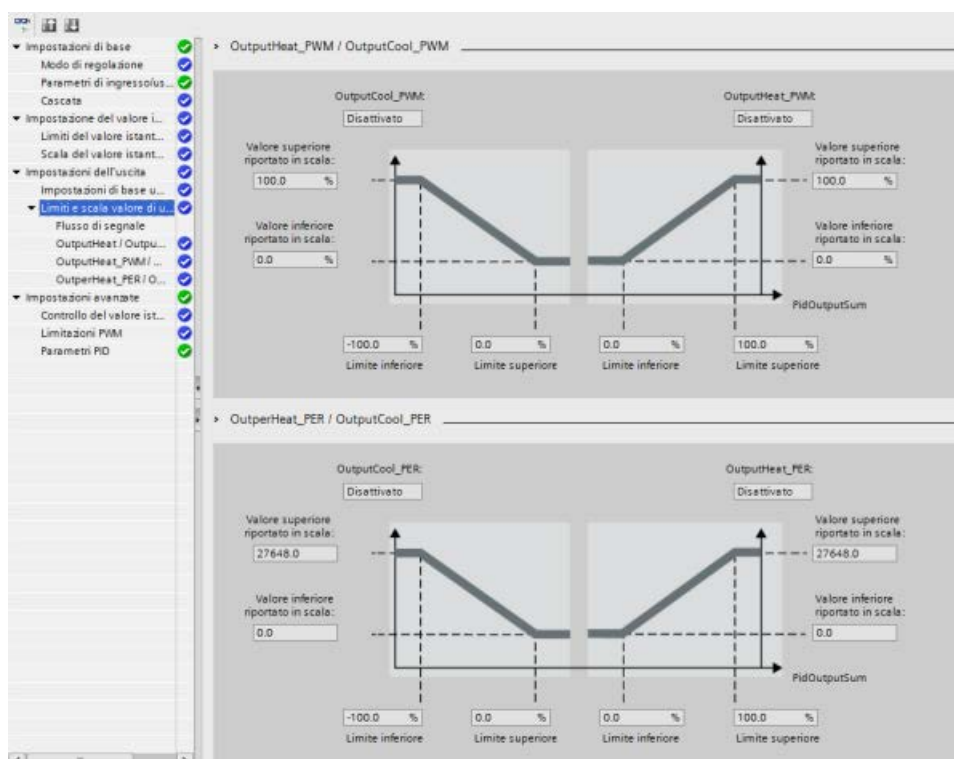 Impostazioni di base
Modo di regolazione
Parametri di ingresso/us...
Cascata
Impostazione del valore i...
Limiti del valore istant...
Scala del valore istant...
Impostazioni dell'uscita
Impostazioni di base u...
Limiti e scala valore di u...
Flusso di segnale
OutputHeat / Outpu...
OutputHeat_PWM / ...
OutperHeat_PER / O...
Impostazioni avanzate
Controllo del valore ist...
Limitazioni PWM
Parametri PID
OutputHeat_PWM / OutputCool_PWM
OutputCool_PWM:
Disattivato
OutputHeat_PWM:
Disattivato
Valore superiore
riportato in scala:
100.0 %
Valore superiore
riportato in scala:
100.0 %
Valore inferiore
riportato in scala:
0.0 %
Valore inferiore
riportato in scala:
0.0 %
PidOutputSum
-100.0 %
0.0 %
0.0 %
100.0 %
Limite inferiore
Limite superiore
Limite inferiore
Limite superiore
OutperHeat_PER / OutputCool_PER
OutputCool_PER:
Disattivato
OutputHeat_PER:
Disattivato
Valore superiore
riportato in scala:
27648.0
Valore superiore
riportato in scala:
27648.0
Valore inferiore
riportato in scala:
0.0
Valore inferiore
riportato in scala:
0.0
PidOutputSum
-100.0 %
0.0 %
0.0 %
100.0 %
Limite inferiore
Limite superiore
Limite inferiore
Limite superiore